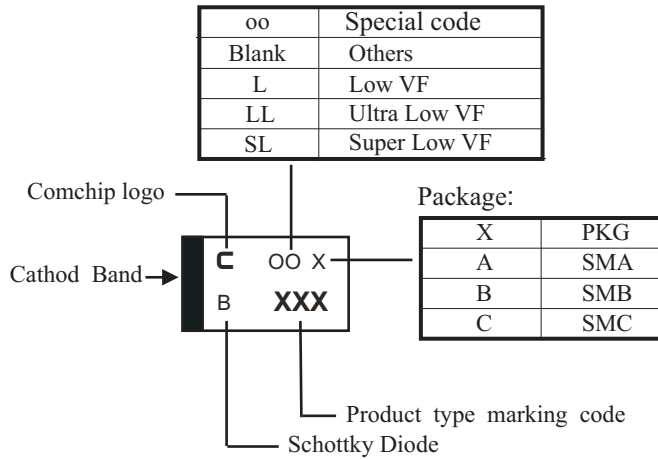 oo Special code
Blank Others
L Low VF
LL Ultra Low VF
SL Super Low VF
Comchip logo
Package:
X PKG
A SMA
B SMB
C SMC
Cathod Band
C OO X
B XXX
Product type marking code
Schottky Diode